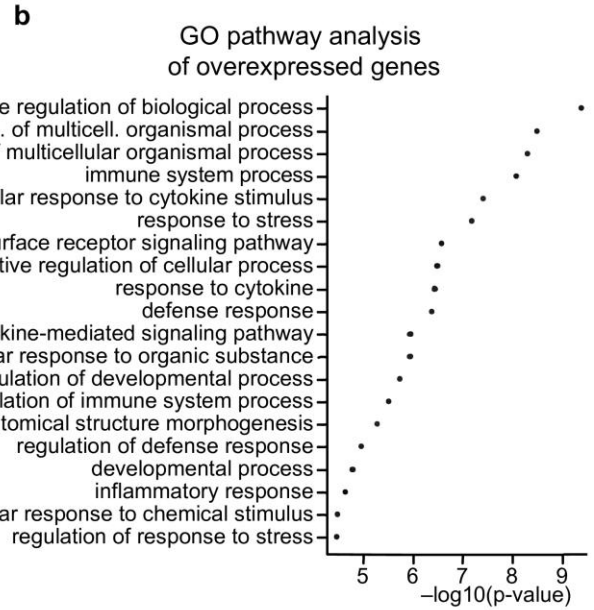 b
GO pathway analysis
of overexpressed genes
e regulation of biological process
. of multicell. organismal process
multicellular organismal process
immune system process
lar response to cytokine stimulus
response to stress
urface receptor signaling pathway
tive regulation of cellular process
response to cytokine
defense response
kine-mediated signaling pathway
ar response to organic substance
ulation of developmental process
lation of immune system process
tomical structure morphogenesis
regulation of defense response
developmental process
inflammatory response
ar response to chemical stimulus
regulation of response to stress
5 6 7 8 9
–log10(p-value)